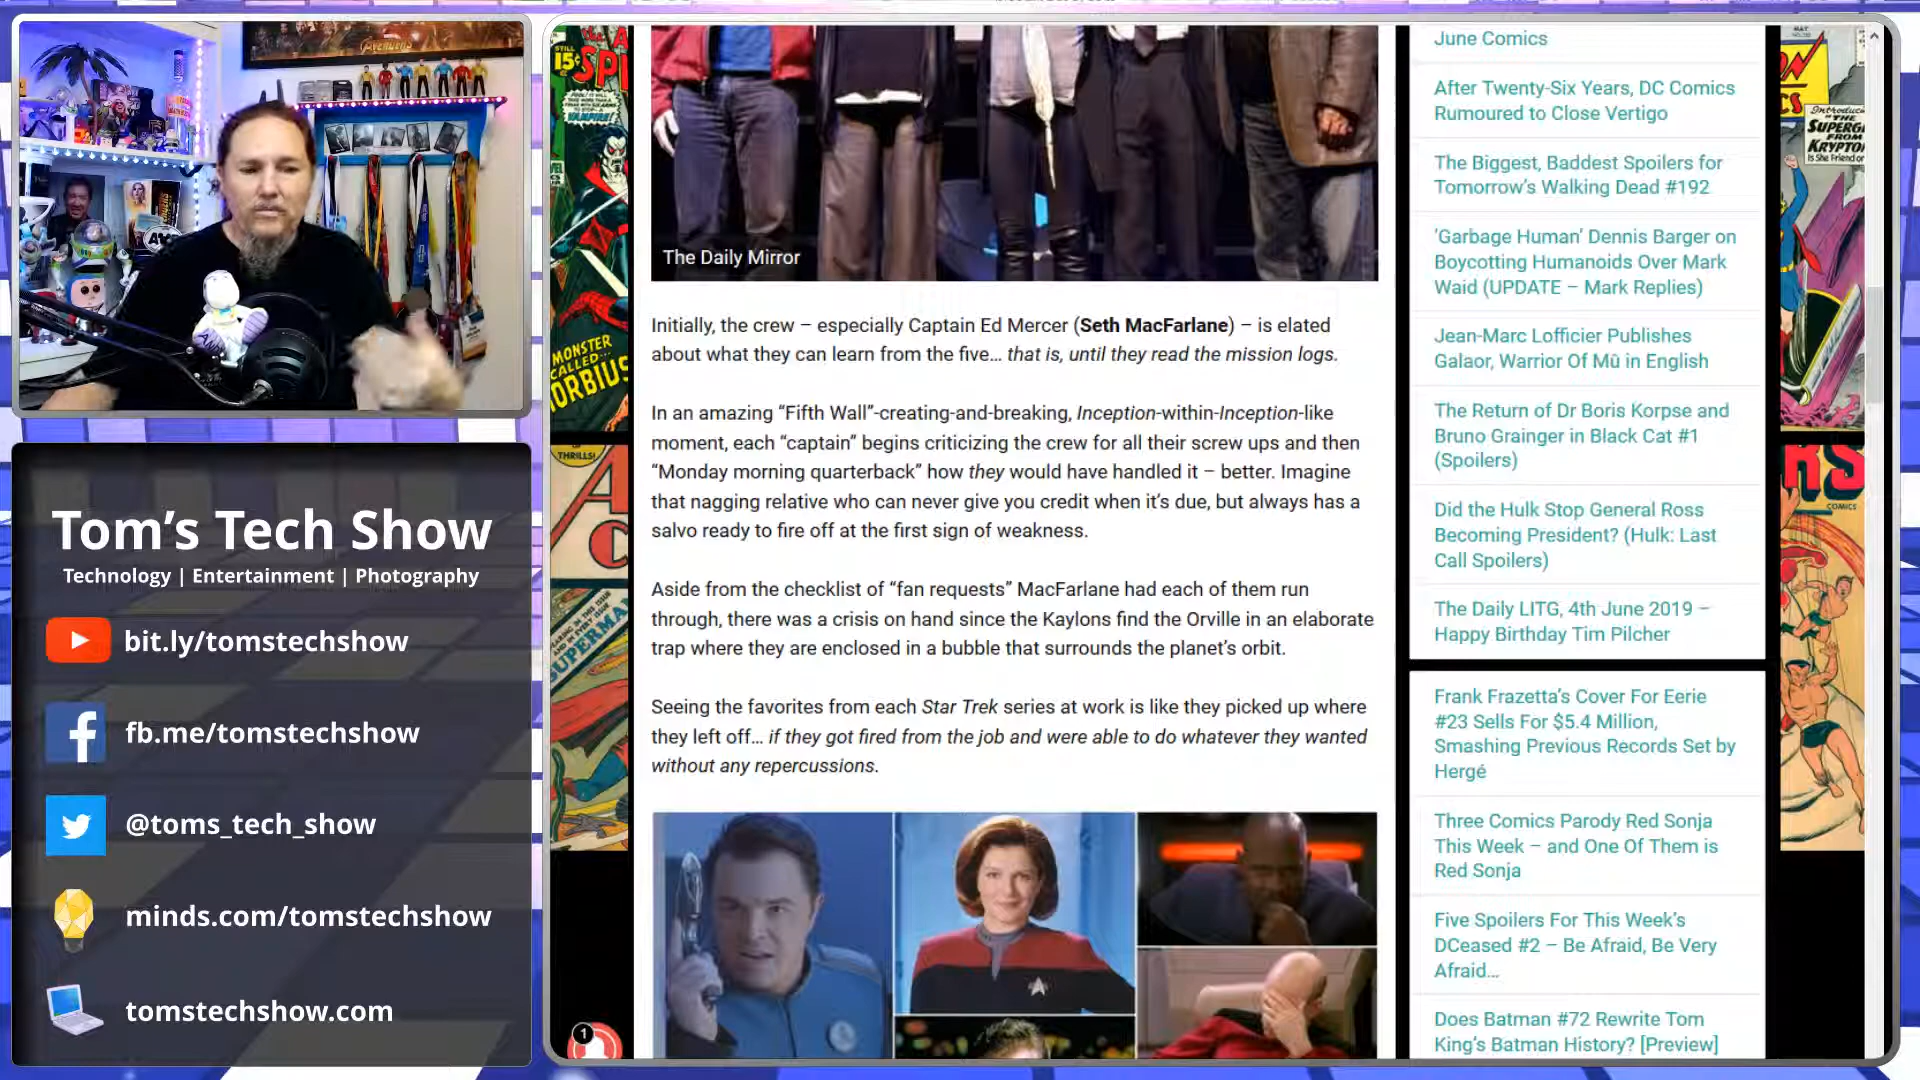 Avengers
Tom's Tech Show
Technology | Entertainment | Photography
bit.ly/tomstechshow
fb.me/tomstechshow
@toms_tech_show
minds.com/tomstechshow
tomstechshow.com
STILL
15¢
MONSTER
CALLED...
THRILLS!
SUPERMAN
1
The Daily Mirror
Initially, the crew – especially Captain Ed Mercer (Seth MacFarlane) – is elated
about what they can learn from the five… that is, until they read the mission logs.
In an amazing “Fifth Wall”-creating-and-breaking, Inception-within-Inception-like
moment, each “captain” begins criticizing the crew for all their screw ups and then
“Monday morning quarterback” how they would have handled it – better. Imagine
that nagging relative who can never give you credit when it’s due, but always has a
salvo ready to fire off at the first sign of weakness.
Aside from the checklist of “fan requests” MacFarlane had each of them run
through, there was a crisis on hand since the Kaylons find the Orville in an elaborate
trap where they are enclosed in a bubble that surrounds the planet’s orbit.
Seeing the favorites from each Star Trek series at work is like they picked up where
they left off… if they got fired from the job and were able to do whatever they wanted
without any repercussions.
June Comics
After Twenty-Six Years, DC Comics
Rumoured to Close Vertigo
The Biggest, Baddest Spoilers for
Tomorrow’s Walking Dead #192
‘Garbage Human’ Dennis Barger on
Boycotting Humanoids Over Mark
Waid (UPDATE – Mark Replies)
Jean-Marc Lofficier Publishes
Galaor, Warrior Of Mû in English
The Return of Dr Boris Korpse and
Bruno Grainger in Black Cat #1
(Spoilers)
Did the Hulk Stop General Ross
Becoming President? (Hulk: Last
Call Spoilers)
The Daily LITG, 4th June 2019 –
Happy Birthday Tim Pilcher
Frank Frazetta’s Cover For Eerie
#23 Sells For $5.4 Million,
Smashing Previous Records Set by
Hergé
Three Comics Parody Red Sonja
This Week – and One Of Them is
Red Sonja
Five Spoilers For This Week’s
DCeased #2 – Be Afraid, Be Very
Afraid…
Does Batman #72 Rewrite Tom
King’s Batman History? [Preview]
COMICS